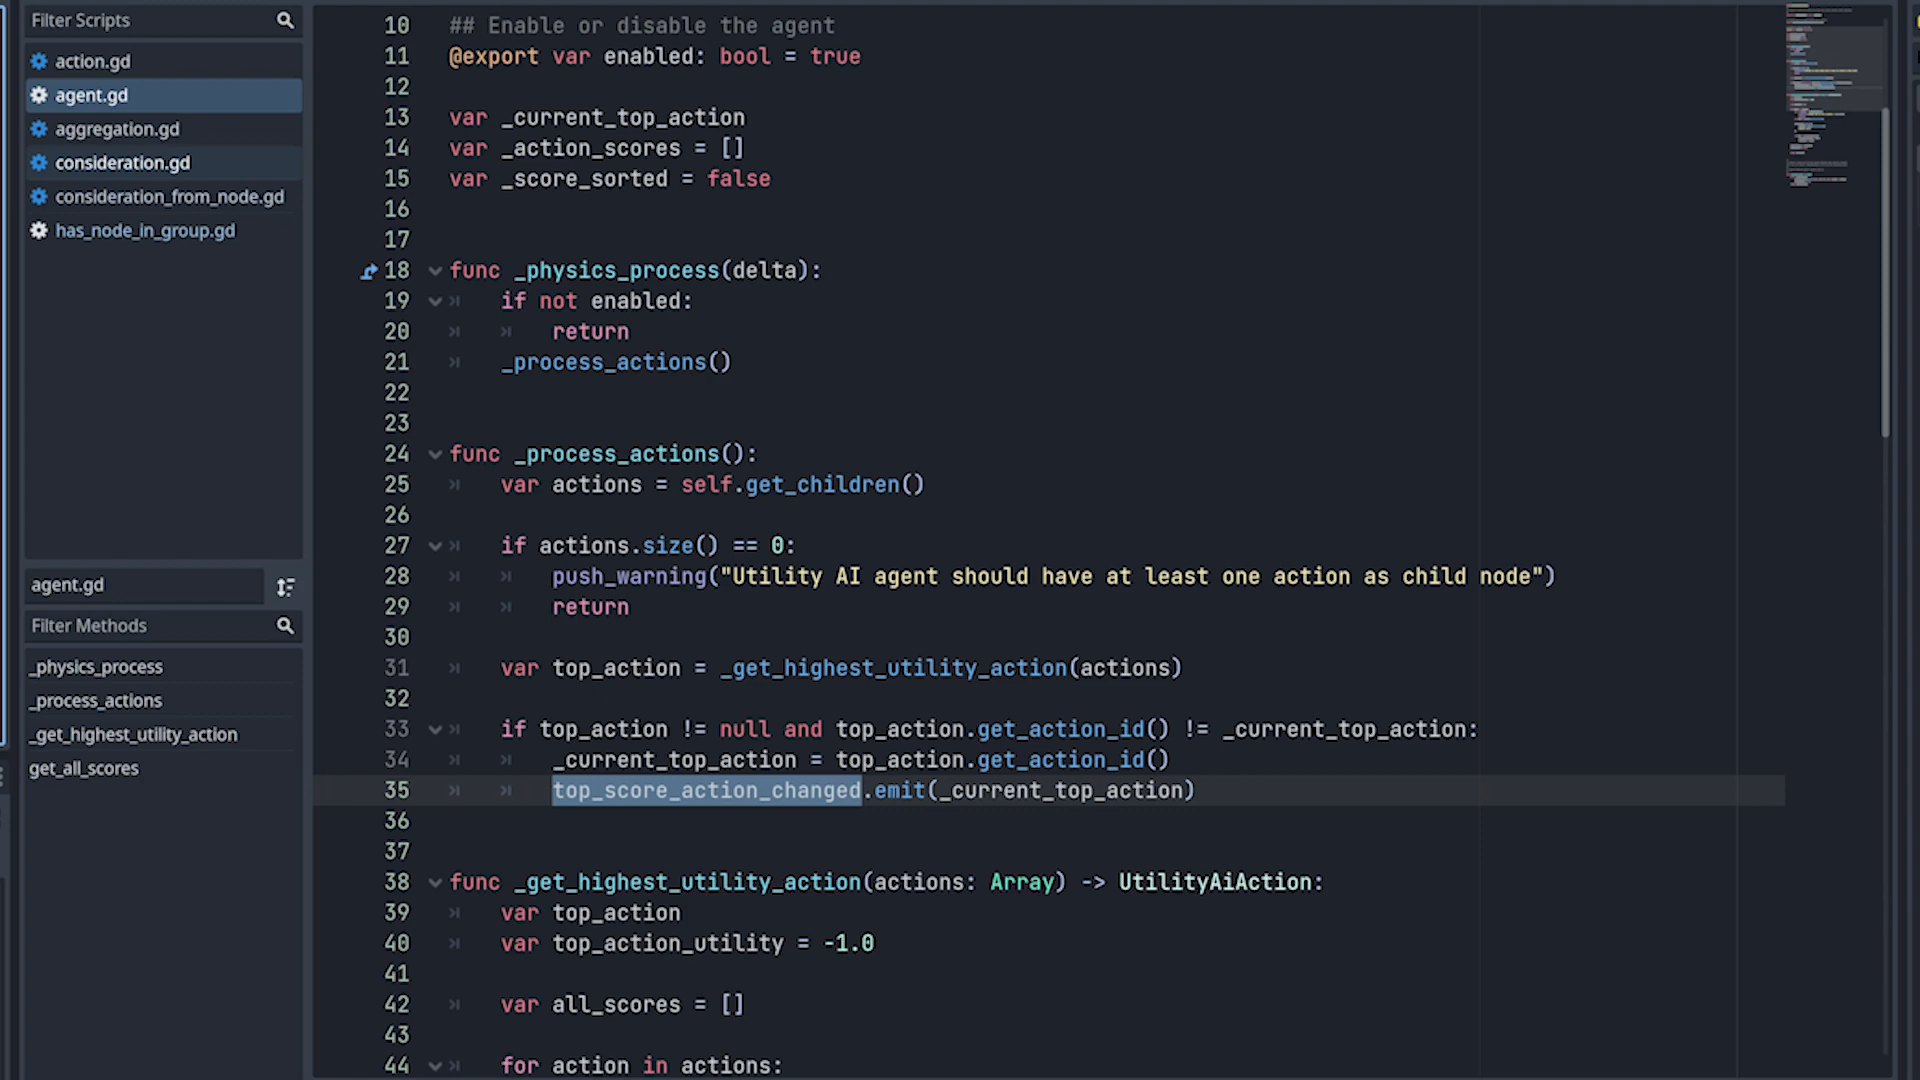 Filter Scripts
action.gd
agent.gd
aggregation.gd
consideration.gd
consideration_from_node.gd
has_node_in_group.gd
agent.gd
Filter Methods
_physics_process
_process_actions
_get_highest_utility_action
get_all_scores
10 ## Enable or disable the agent
11 @export var enabled: bool = true
12
13 var _current_top_action
14 var _action_scores = []
15 var _score_sorted = false
16
17
18 func _physics_process(delta):
19 if not enabled:
20 return
21 _process_actions()
22
23
24 func _process_actions():
25 var actions = self.get_children()
26
27 if actions.size() == 0:
28 push_warning("Utility AI agent should have at least one action as child node")
29 return
30
31 var top_action = _get_highest_utility_action(actions)
32
33 if top_action != null and top_action.get_action_id() != _current_top_action:
34 _current_top_action = top_action.get_action_id()
35 top_score_action_changed.emit(_current_top_action)
36
37
38 func _get_highest_utility_action(actions: Array) -> UtilityAiAction:
39 var top_action
40 var top_action_utility = -1.0
41
42 var all_scores = []
43
44 for action in actions: